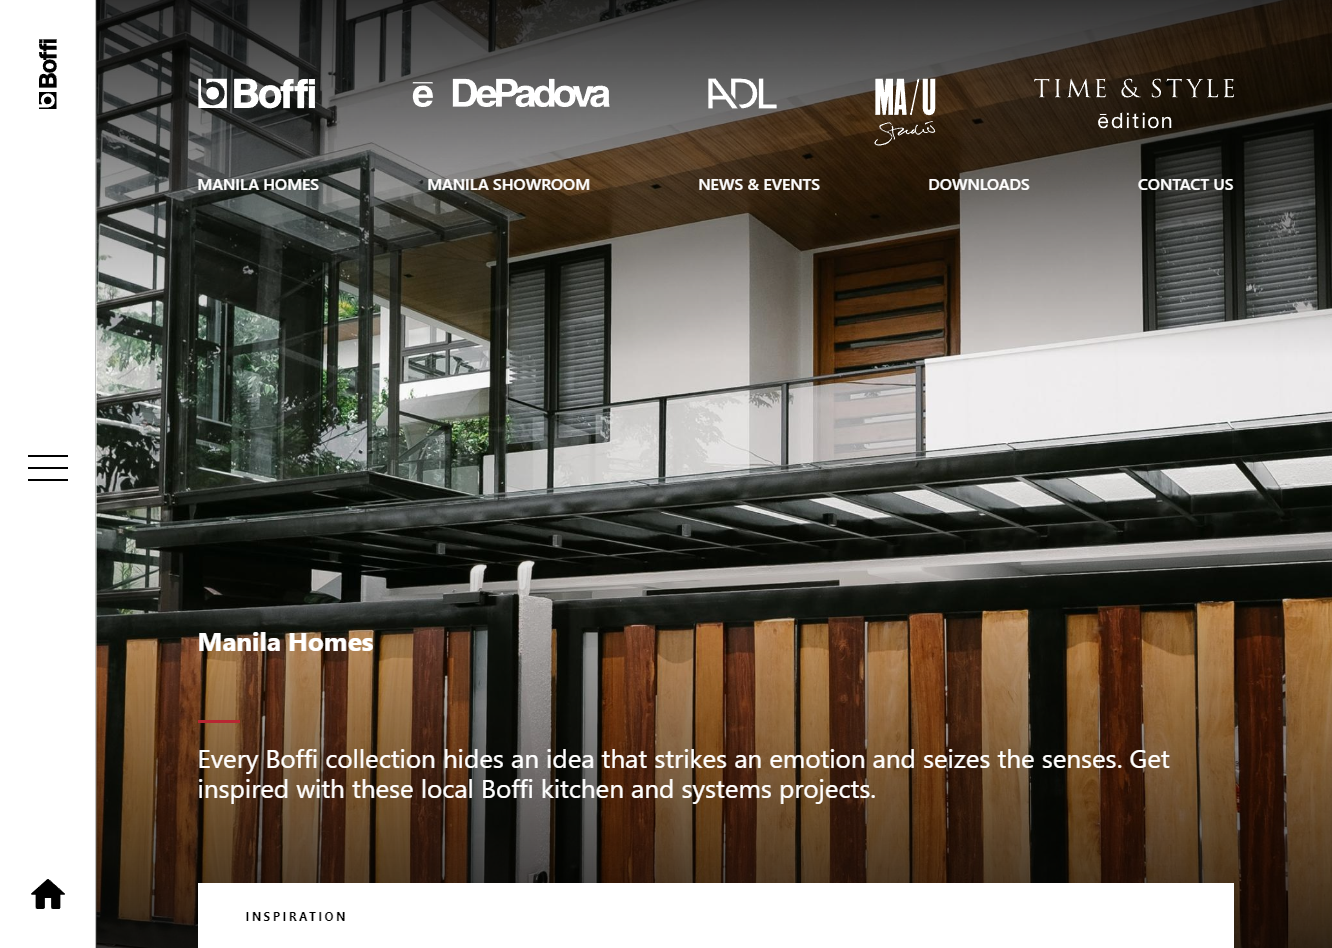 Boffi
Boffi
ē DePadova
ADL
MA/U
Studio
TIME & STYLE
ēdition
MANILA HOMES
MANILA SHOWROOM
NEWS & EVENTS
DOWNLOADS
CONTACT US
Manila Homes
Every Boffi collection hides an idea that strikes an emotion and seizes the senses. Get
inspired with these local Boffi kitchen and systems projects.
INSPIRATION